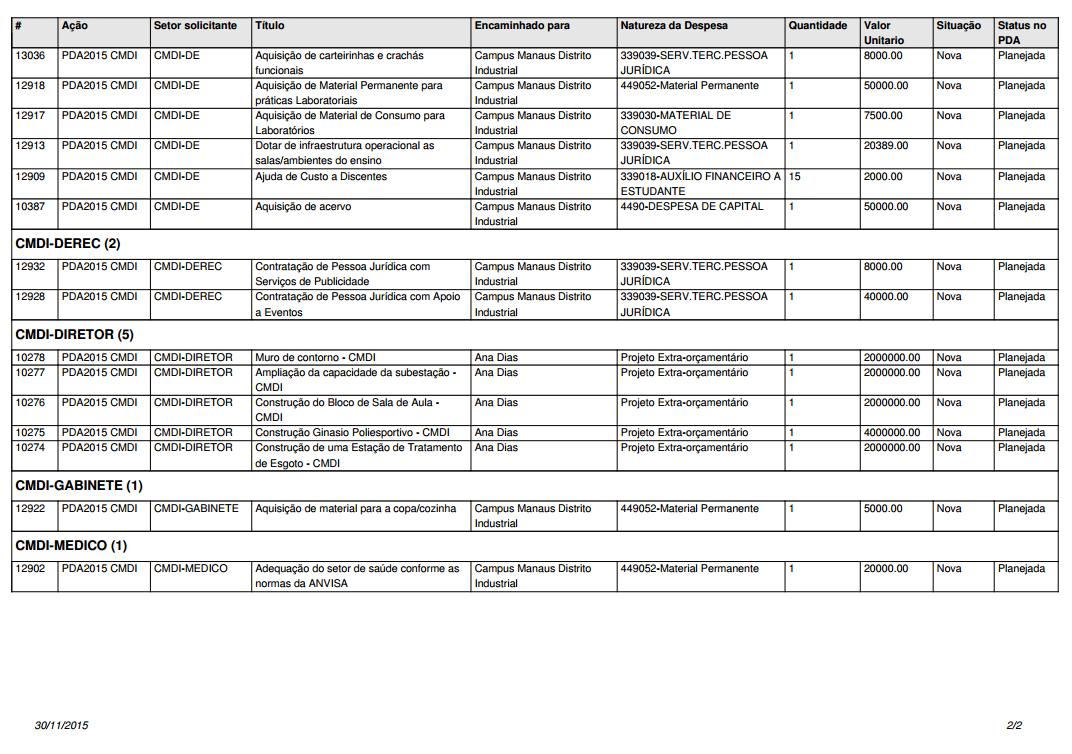 # Ação Setor solicitante Título Encaminhado para Natureza da Despesa Quantidade Valor Unitario Situação Status no PDA
13036 PDA2015 CMDI CMDI-DE Aquisição de carteirinhas e crachás funcionais Campus Manaus Distrito Industrial 339039-SERV.TERC.PESSOA JURÍDICA 1 8000.00 Nova Planejada
12918 PDA2015 CMDI CMDI-DE Aquisição de Material Permanente para práticas Laboratoriais Campus Manaus Distrito Industrial 449052-Material Permanente 1 50000.00 Nova Planejada
12917 PDA2015 CMDI CMDI-DE Aquisição de Material de Consumo para Laboratórios Campus Manaus Distrito Industrial 339030-MATERIAL DE CONSUMO 1 7500.00 Nova Planejada
12913 PDA2015 CMDI CMDI-DE Dotar de infraestrutura operacional as salas/ambientes do ensino Campus Manaus Distrito Industrial 339039-SERV.TERC.PESSOA JURÍDICA 1 20389.00 Nova Planejada
12909 PDA2015 CMDI CMDI-DE Ajuda de Custo a Discentes Campus Manaus Distrito Industrial 339018-AUXÍLIO FINANCEIRO A ESTUDANTE 15 2000.00 Nova Planejada
10387 PDA2015 CMDI CMDI-DE Aquisição de acervo Campus Manaus Distrito Industrial 4490-DESPESA DE CAPITAL 1 50000.00 Nova Planejada
CMDI-DEREC (2)
12932 PDA2015 CMDI CMDI-DEREC Contratação de Pessoa Jurídica com Serviços de Publicidade Campus Manaus Distrito Industrial 339039-SERV.TERC.PESSOA JURÍDICA 1 8000.00 Nova Planejada
12928 PDA2015 CMDI CMDI-DEREC Contratação de Pessoa Jurídica com Apoio a Eventos Campus Manaus Distrito Industrial 339039-SERV.TERC.PESSOA JURÍDICA 1 40000.00 Nova Planejada
CMDI-DIRETOR (5)
10278 PDA2015 CMDI CMDI-DIRETOR Muro de contorno - CMDI Ana Dias Projeto Extra-orçamentário 1 2000000.00 Nova Planejada
10277 PDA2015 CMDI CMDI-DIRETOR Ampliação da capacidade da subestação - CMDI Ana Dias Projeto Extra-orçamentário 1 2000000.00 Nova Planejada
10276 PDA2015 CMDI CMDI-DIRETOR Construção do Bloco de Sala de Aula - CMDI Ana Dias Projeto Extra-orçamentário 1 2000000.00 Nova Planejada
10275 PDA2015 CMDI CMDI-DIRETOR Construção Ginasio Poliesportivo - CMDI Ana Dias Projeto Extra-orçamentário 1 4000000.00 Nova Planejada
10274 PDA2015 CMDI CMDI-DIRETOR Construção de uma Estação de Tratamento de Esgoto - CMDI Ana Dias Projeto Extra-orçamentário 1 2000000.00 Nova Planejada
CMDI-GABINETE (1)
12922 PDA2015 CMDI CMDI-GABINETE Aquisição de material para a copa/cozinha Campus Manaus Distrito Industrial 449052-Material Permanente 1 5000.00 Nova Planejada
CMDI-MEDICO (1)
12902 PDA2015 CMDI CMDI-MEDICO Adequação do setor de saúde conforme as normas da ANVISA Campus Manaus Distrito Industrial 449052-Material Permanente 1 20000.00 Nova Planejada
30/11/2015 2/2